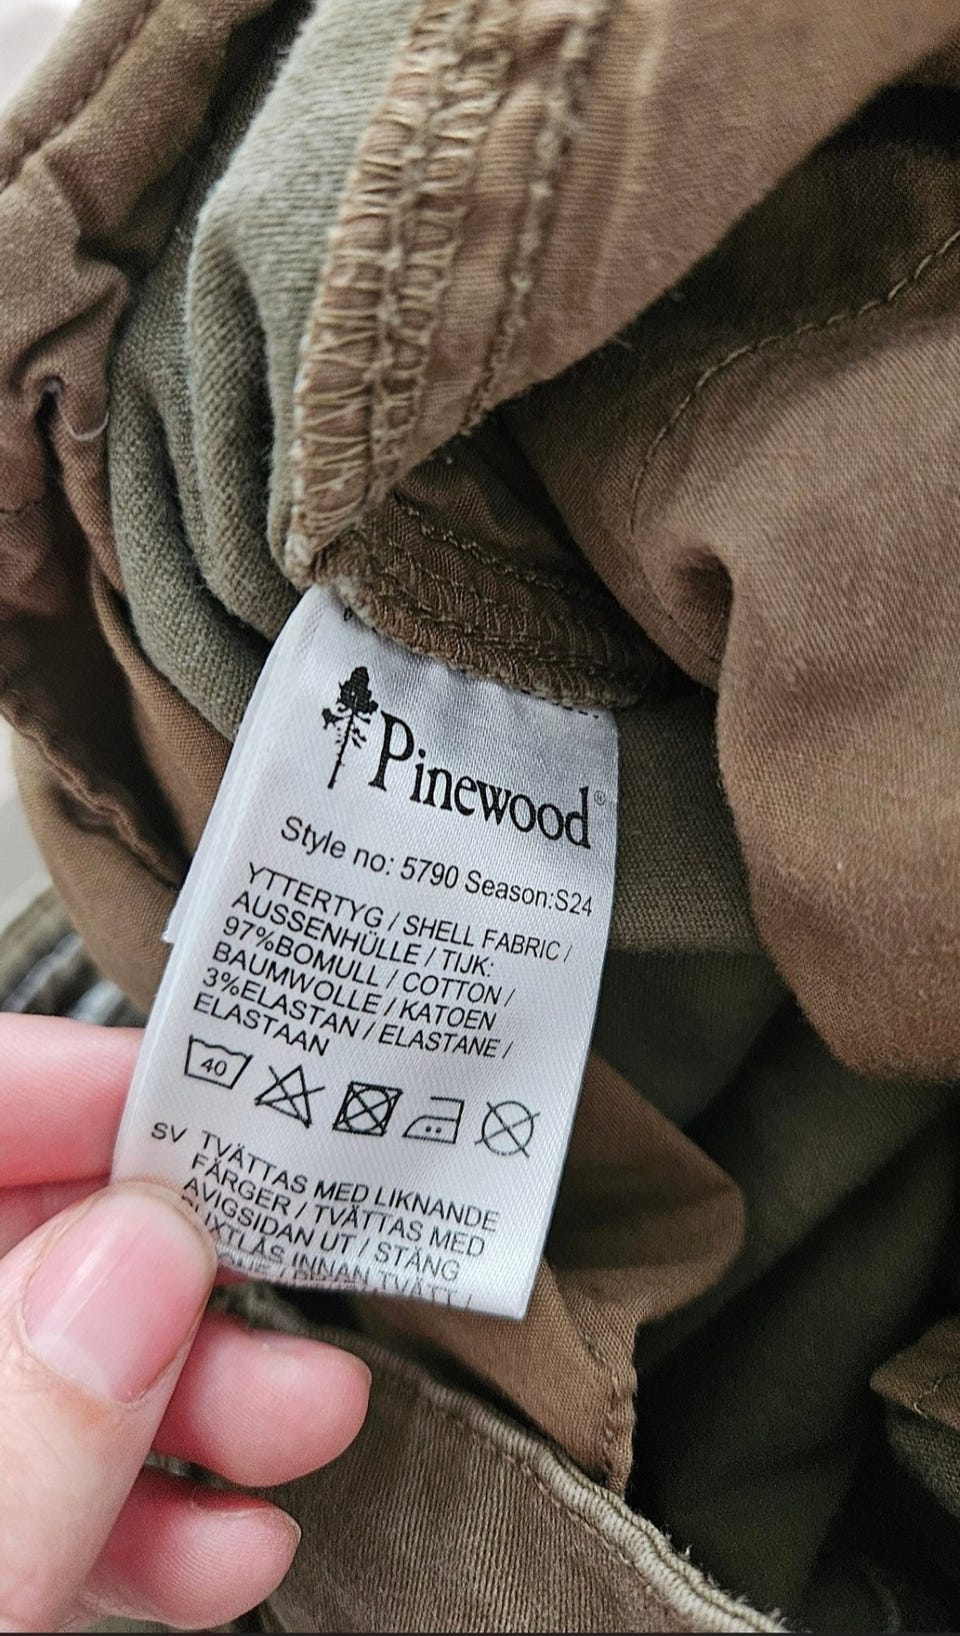 Pinewood®
Style no: 5790 Season:S24
YTTERTYG / SHELL FABRIC /
AUSSENHÜLLE / TIJK:
97%BOMULL / COTTON /
BAUMWOLLE / KATOEN
3%ELASTAN / ELASTANE /
ELASTAAN
40
SV TVÄTTAS MED LIKNANDE
FÄRGER / TVÄTTAS MED
AVIGSIDAN UT / STÄNG
INNAN TVÄTT /